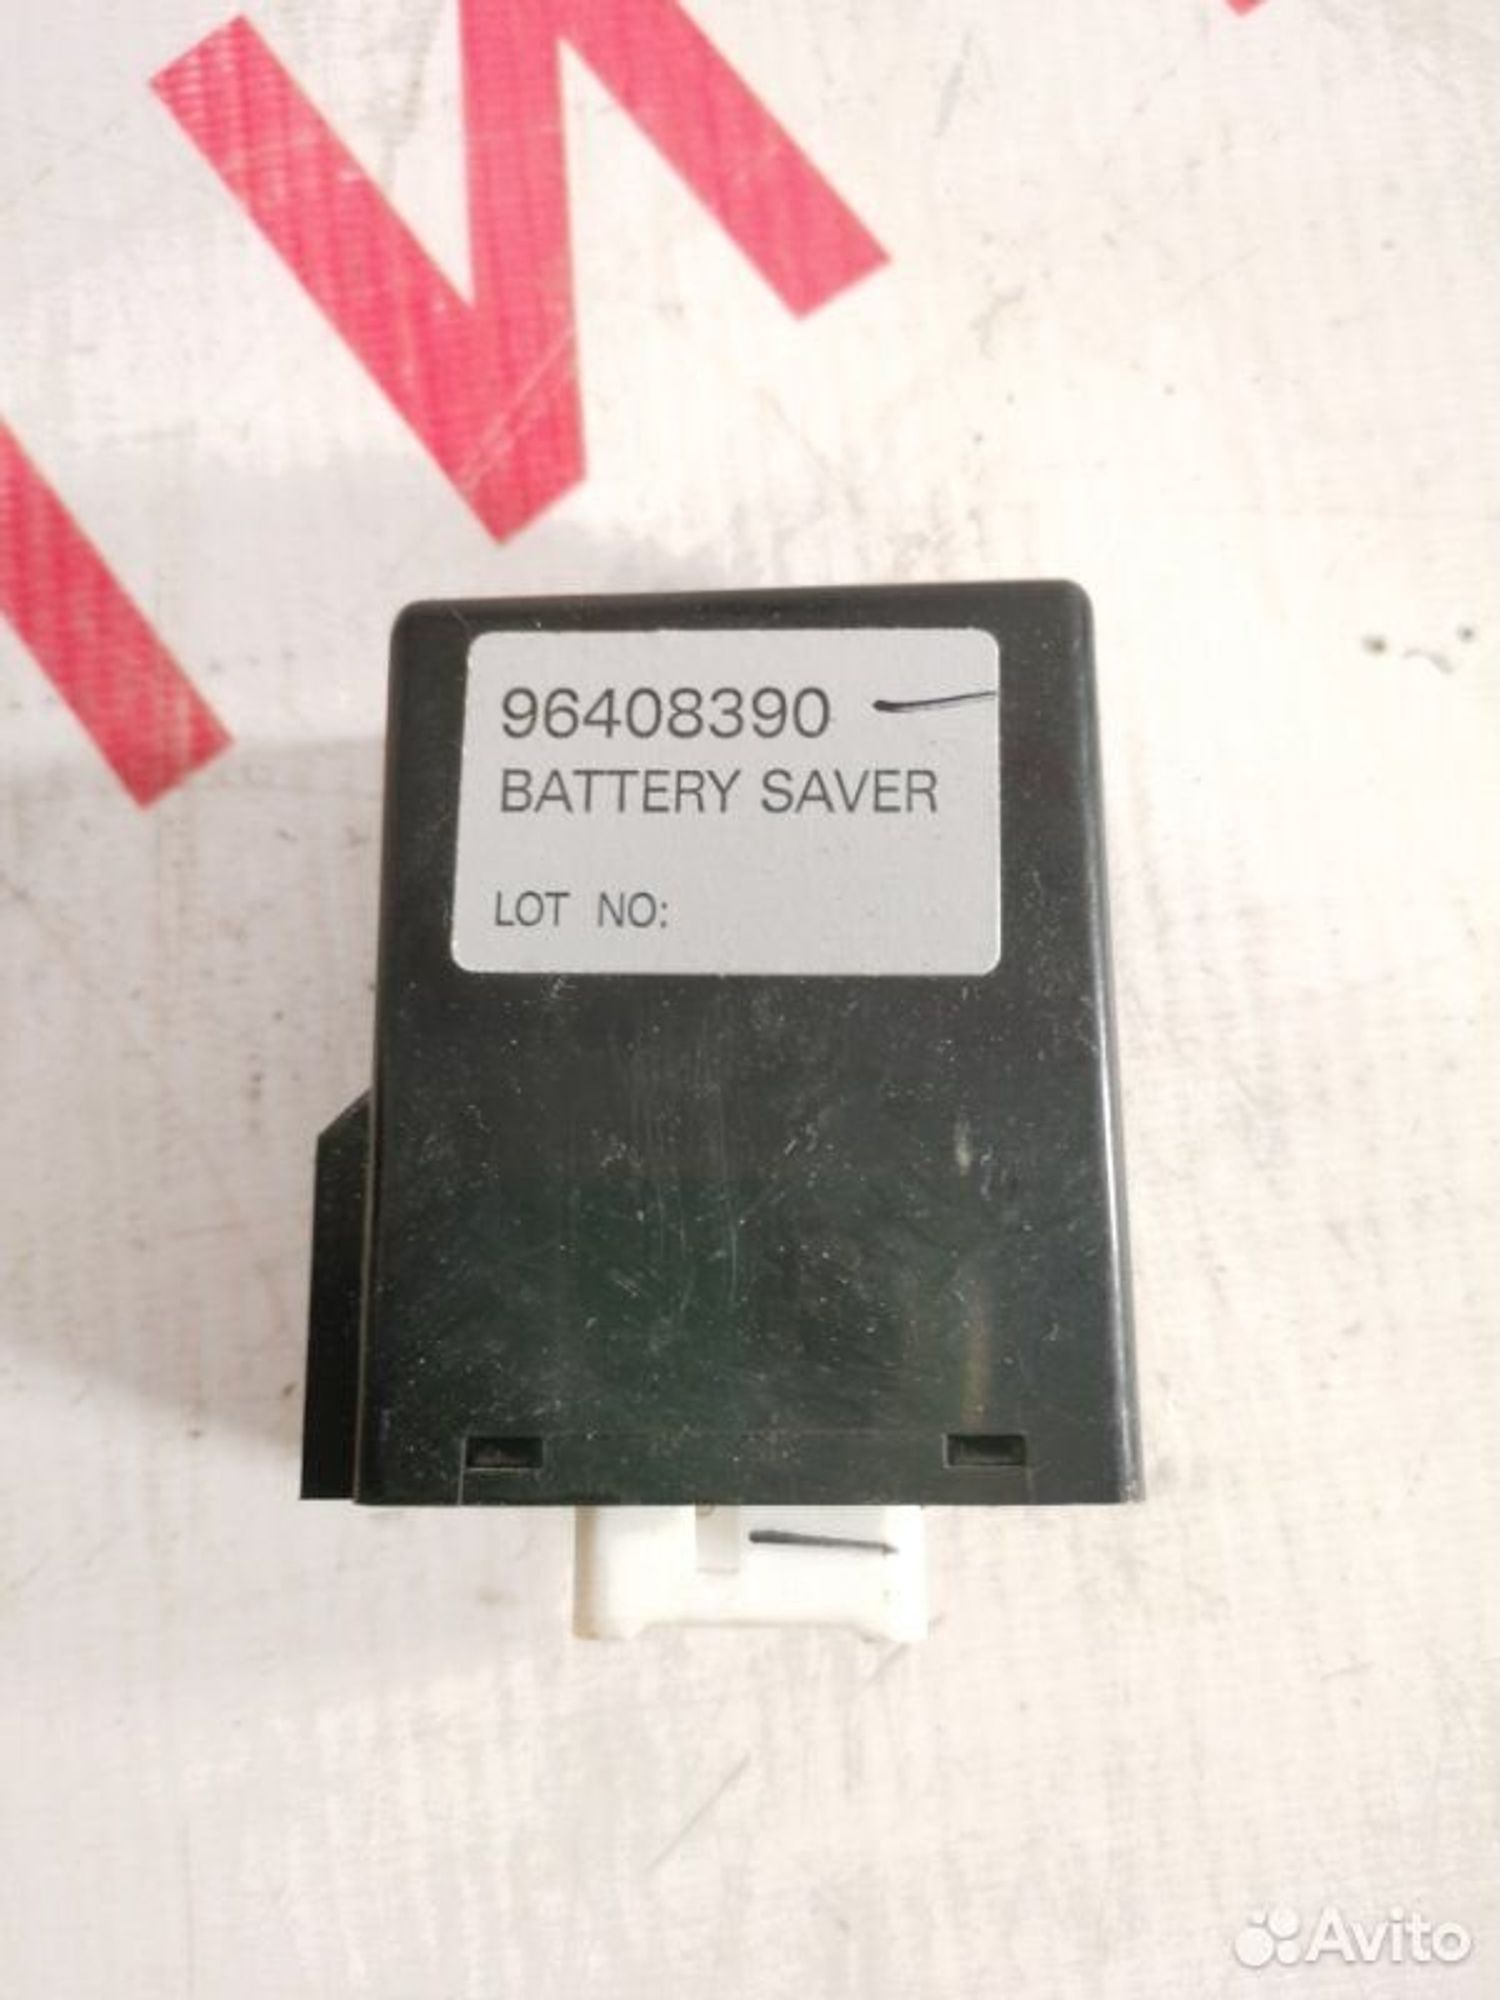 96408390
BATTERY SAVER
LOT NO:
Avito